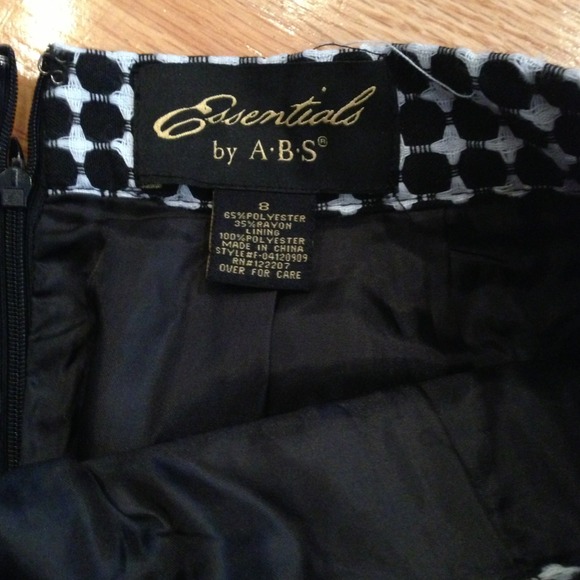 Essentials
by A·B·S®
8
65%POLYESTER
35%RAYON
LINING
100%POLYESTER
MADE IN CHINA
STYLE#F-04120909
RN#122207
OVER FOR CARE